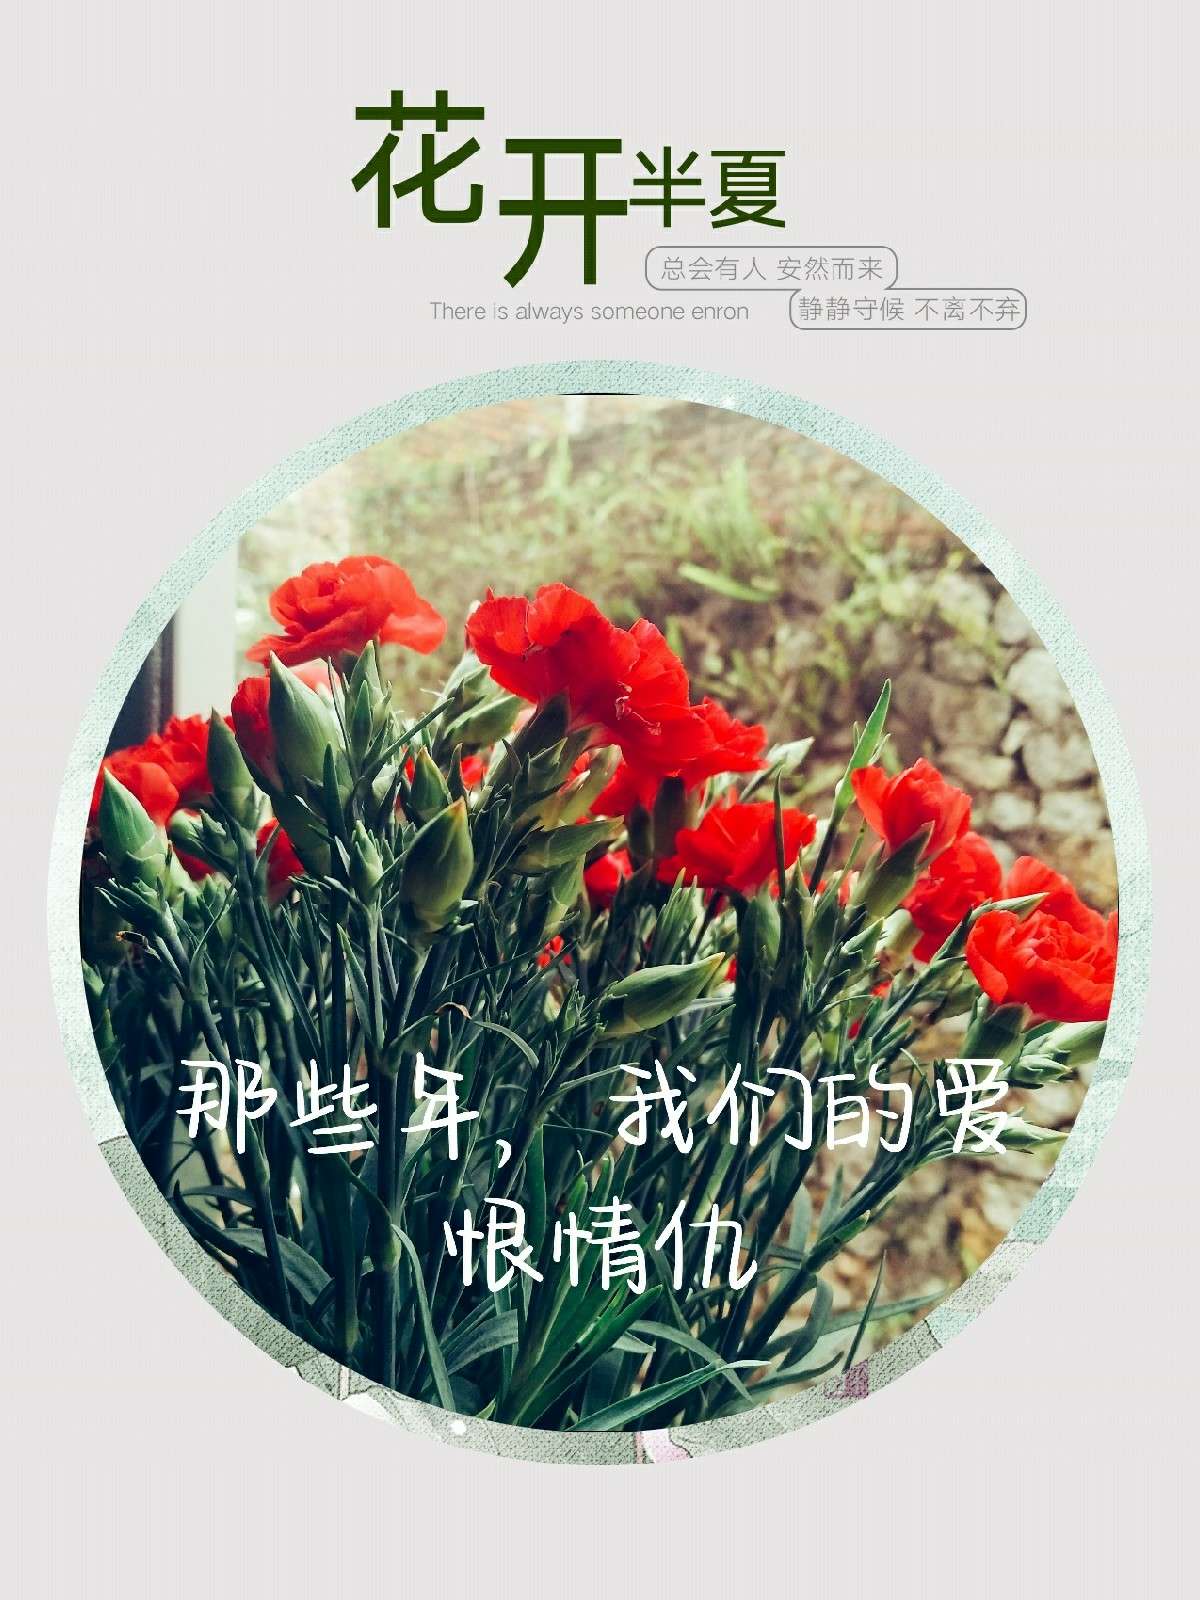 花开半夏
总会有人 安然而来
There is always someone enron
静静守候 不离不弃
那些年，我们的爱
恨情仇